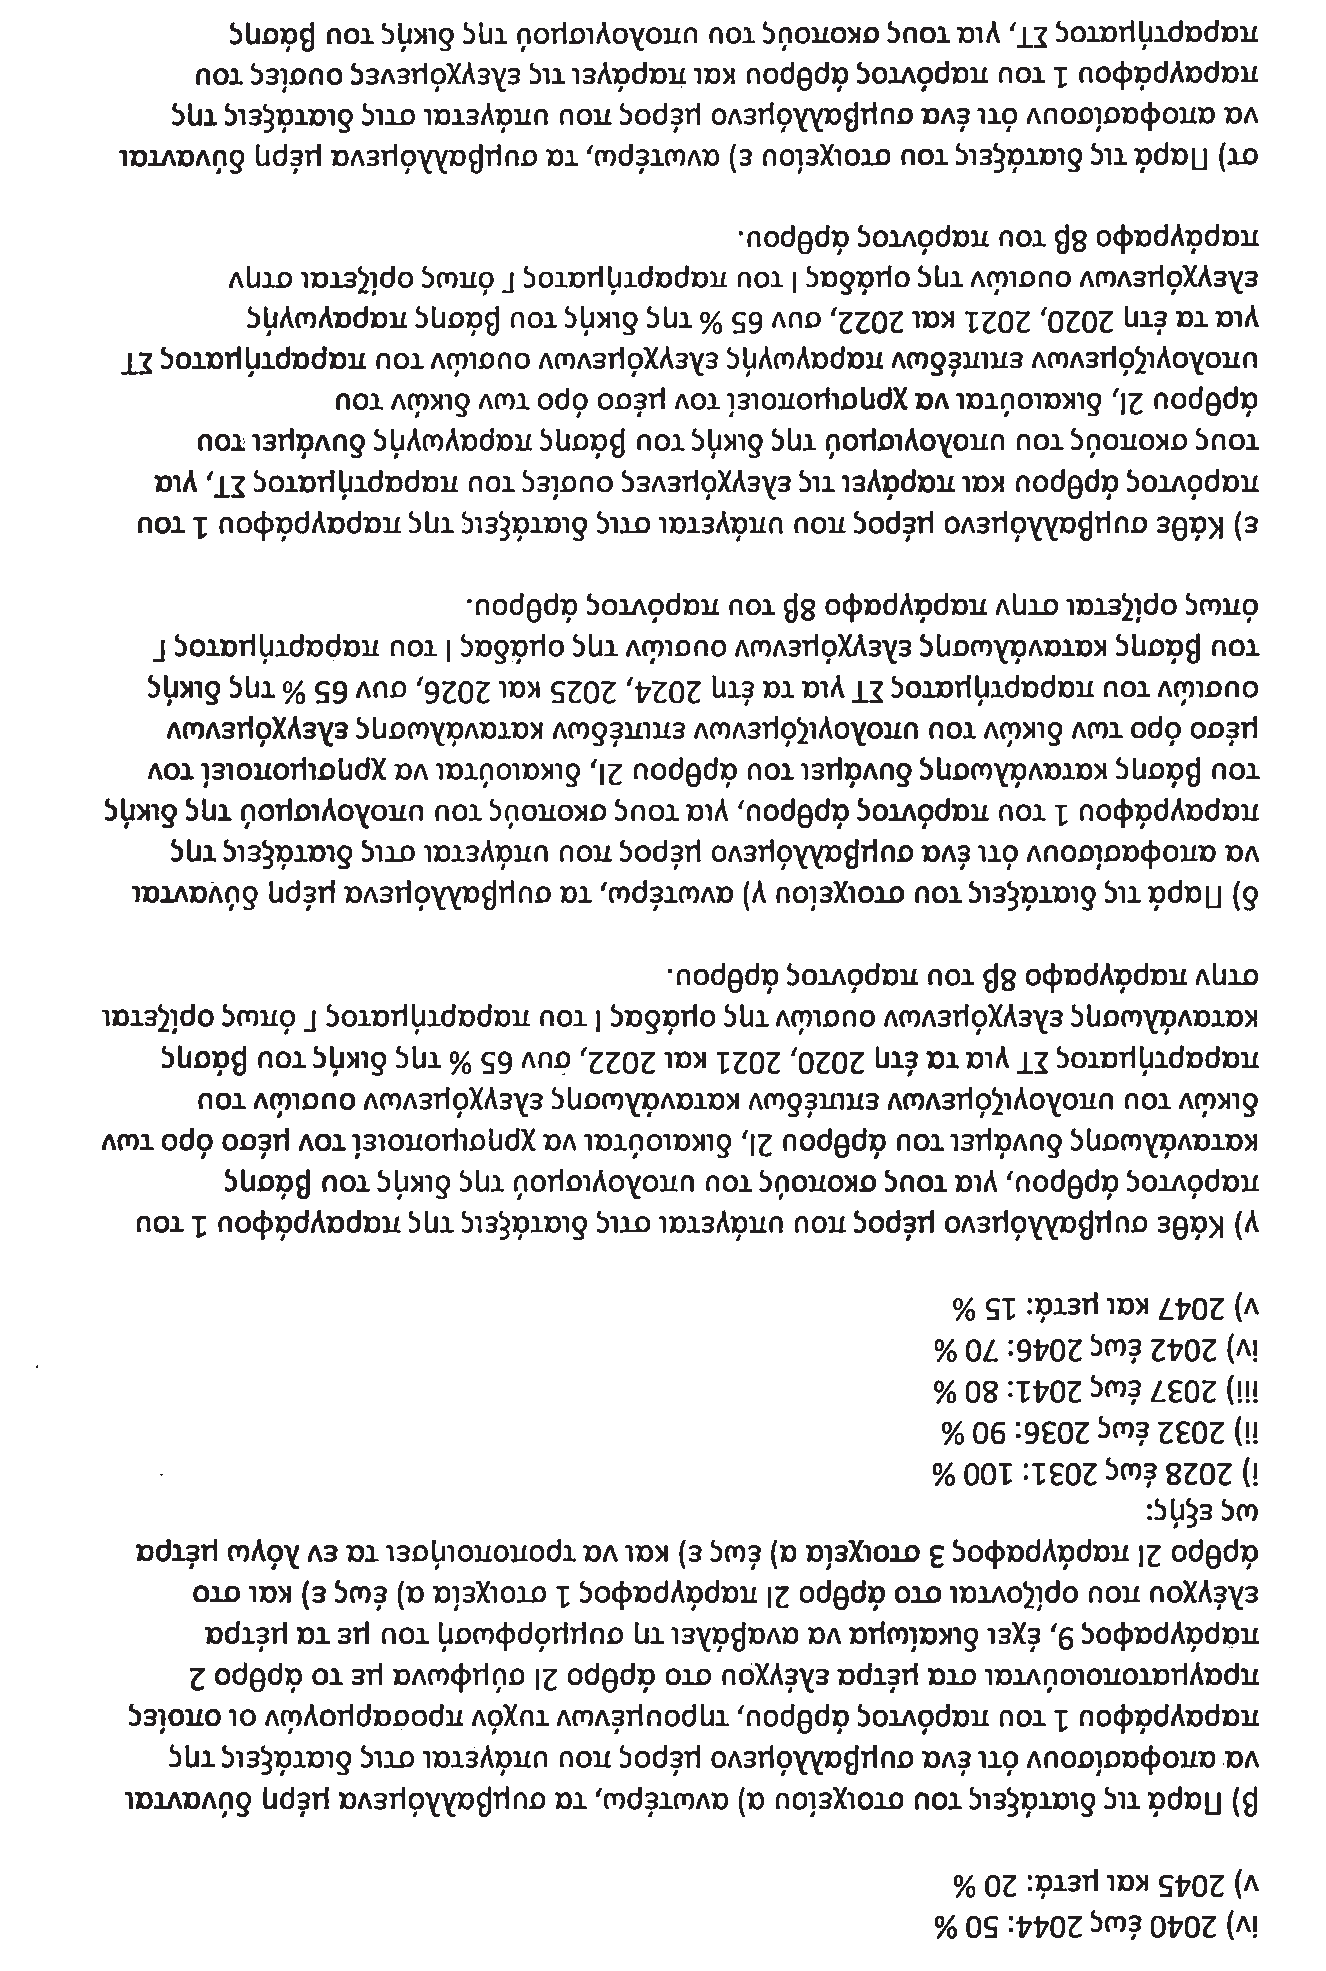 iv) 2040 έως 2044: 50 %
v) 2045 και μετά: 20 %
β) Παρά τις διατάξεις του στοιχείου α) ανωτέρω, τα συμβαλλόμενα μέρη δύνανται
να αποφασίσουν ότι ένα συμβαλλόμενο μέρος που υπάγεται στις διατάξεις της
παραγράφου 1 του παρόντος άρθρου, τηρουμένων τυχόν προσαρμογών οι οποίες
πραγματοποιούνται στα μέτρα ελέγχου στο άρθρο 2Ι σύμφωνα με το άρθρο 2
παράγραφος 9, έχει δικαίωμα να αναβάλει τη συμμόρφωσή του με τα μέτρα
ελέγχου που ορίζονται στο άρθρο 2Ι παράγραφος 1 στοιχεία α) έως ε) και στο
άρθρο 2Ι παράγραφος 3 στοιχεία α) έως ε) και να τροποποιήσει τα εν λόγω μέτρα
ως εξής:
i) 2028 έως 2031: 100 %
ii) 2032 έως 2036: 90 %
iii) 2037 έως 2041: 80 %
iv) 2042 έως 2046: 70 %
v) 2047 και μετά: 15 %
γ) Κάθε συμβαλλόμενο μέρος που υπάγεται στις διατάξεις της παραγράφου 1 του
παρόντος άρθρου, για τους σκοπούς του υπολογισμού της δικής του βάσης
κατανάλωσης δυνάμει του άρθρου 2Ι, δικαιούται να χρησιμοποιεί τον μέσο όρο των
δικών του υπολογιζόμενων επιπέδων κατανάλωσης ελεγχόμενων ουσιών του
παραρτήματος ΣΤ για τα έτη 2020, 2021 και 2022, συν 65 % της δικής του βάσης
κατανάλωσης ελεγχόμενων ουσιών της ομάδας Ι του παραρτήματος Γ όπως ορίζεται
στην παράγραφο 8β του παρόντος άρθρου.
δ) Παρά τις διατάξεις του στοιχείου γ) ανωτέρω, τα συμβαλλόμενα μέρη δύνανται
να αποφασίσουν ότι ένα συμβαλλόμενο μέρος που υπάγεται στις διατάξεις της
παραγράφου 1 του παρόντος άρθρου, για τους σκοπούς του υπολογισμού της δικής
του βάσης κατανάλωσης δυνάμει του άρθρου 2Ι, δικαιούται να χρησιμοποιεί τον
μέσο όρο των δικών του υπολογιζόμενων επιπέδων κατανάλωσης ελεγχόμενων
ουσιών του παραρτήματος ΣΤ για τα έτη 2024, 2025 και 2026, συν 65 % της δικής
του βάσης κατανάλωσης ελεγχόμενων ουσιών της ομάδας Ι του παραρτήματος Γ
όπως ορίζεται στην παράγραφο 8β του παρόντος άρθρου.
ε) Κάθε συμβαλλόμενο μέρος που υπάγεται στις διατάξεις της παραγράφου 1 του
παρόντος άρθρου και παράγει τις ελεγχόμενες ουσίες του παραρτήματος ΣΤ, για
τους σκοπούς του υπολογισμού της δικής του βάσης παραγωγής δυνάμει του
άρθρου 2Ι, δικαιούται να χρησιμοποιεί τον μέσο όρο των δικών του
υπολογιζόμενων επιπέδων παραγωγής ελεγχόμενων ουσιών του παραρτήματος ΣΤ
για τα έτη 2020, 2021 και 2022, συν 65 % της δικής του βάσης παραγωγής
ελεγχόμενων ουσιών της ομάδας Ι του παραρτήματος Γ όπως ορίζεται στην
παράγραφο 8β του παρόντος άρθρου.
στ) Παρά τις διατάξεις του στοιχείου ε) ανωτέρω, τα συμβαλλόμενα μέρη δύνανται
να αποφασίσουν ότι ένα συμβαλλόμενο μέρος που υπάγεται στις διατάξεις της
παραγράφου 1 του παρόντος άρθρου και παράγει τις ελεγχόμενες ουσίες του
παραρτήματος ΣΤ, για τους σκοπούς του υπολογισμού της δικής του βάσης